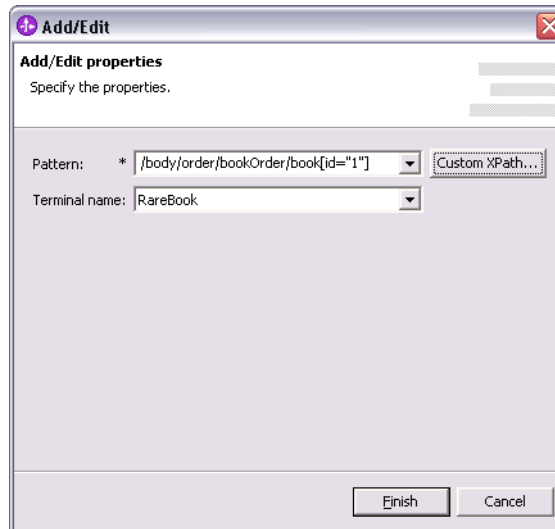 Add/Edit
Add/Edit properties
Specify the properties.
Pattern: * /body/order/bookOrder/book[id="1"] Custom XPath...
Terminal name: RareBook
Finish Cancel